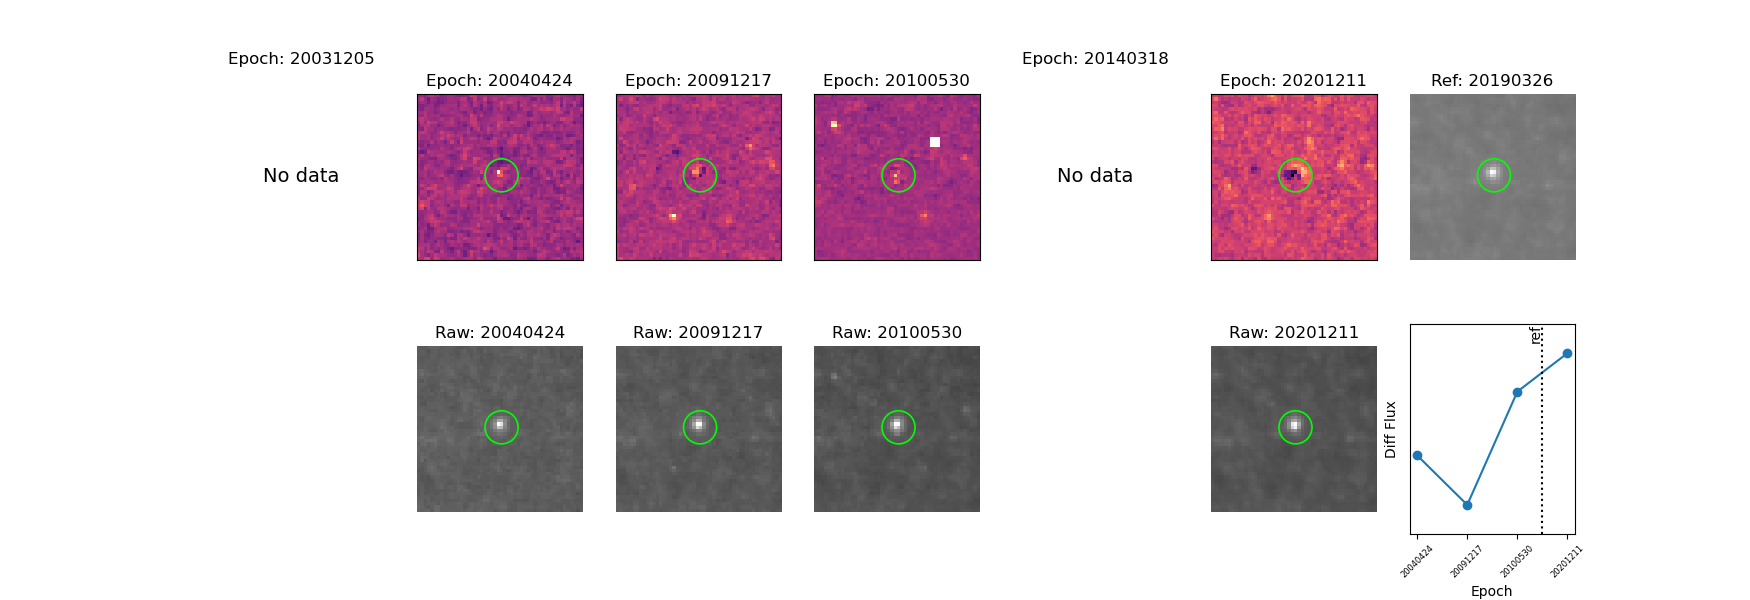 Epoch: 20031205
Epoch: 20040424
Epoch: 20091217
Epoch: 20100530
Epoch: 20140318
Epoch: 20201211
Ref: 20190326
No data
No data
Raw: 20040424
Raw: 20091217
Raw: 20100530
Raw: 20201211
ref
Diff Flux
20040424
20091217
20100530
20201211
Epoch